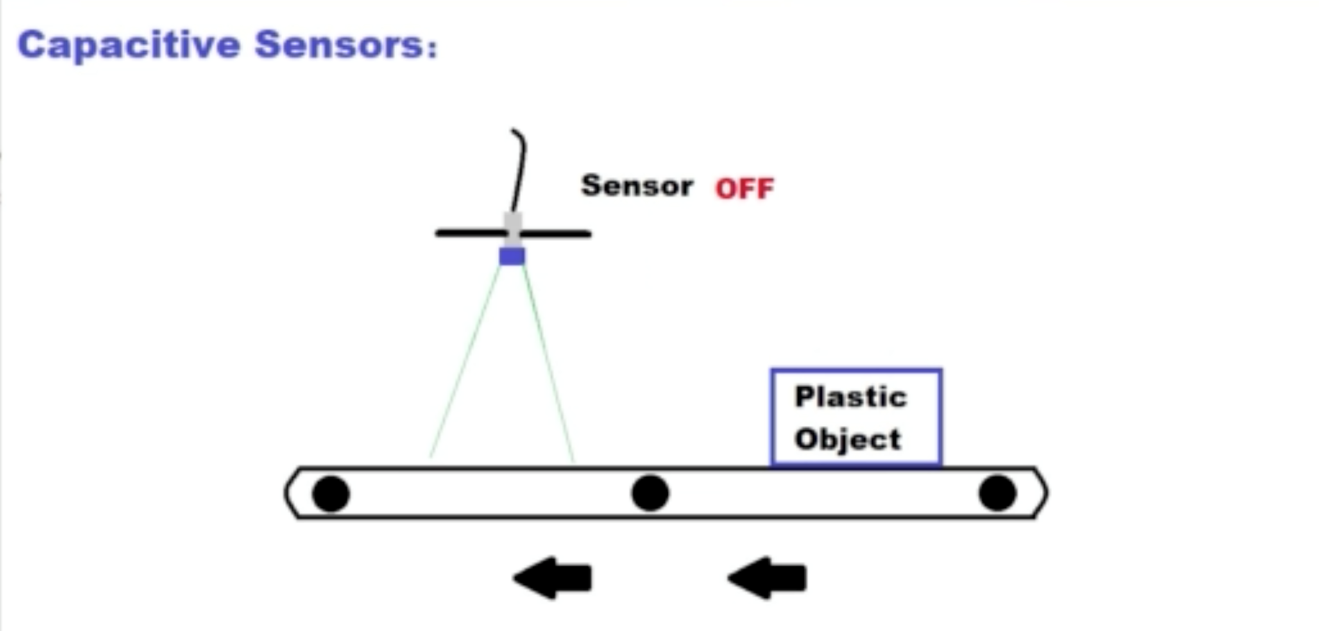 Capacitive Sensors:
Sensor OFF
Plastic
Object